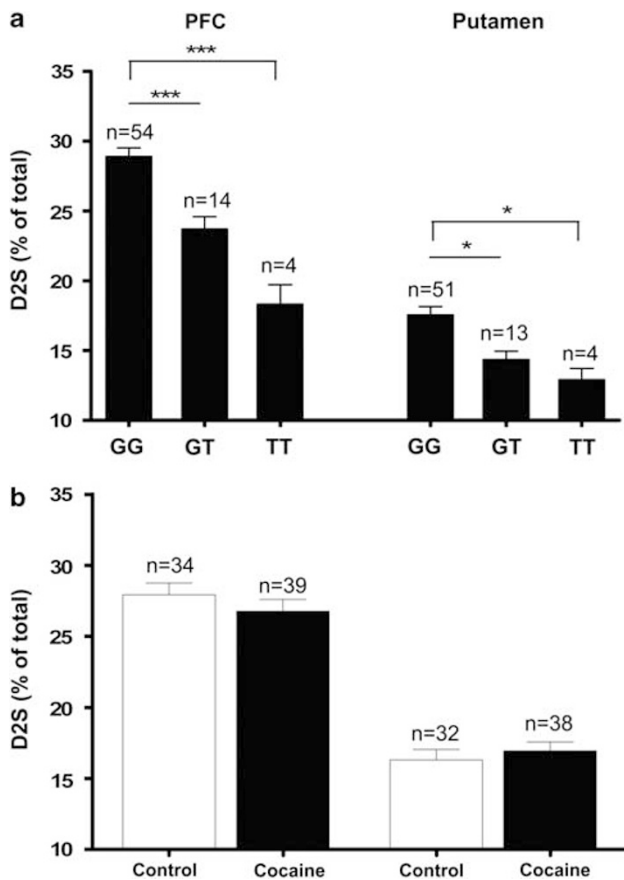 a
PFC Putamen
D2S (% of total)
35
30
25
20
15
10
***
***
n=54
n=14
n=4
*
*
n=51
n=13
n=4
GG GT TT GG GT TT
b
D2S (% of total)
35
30
25
20
15
10
n=34
n=39
n=32
n=38
Control Cocaine Control Cocaine